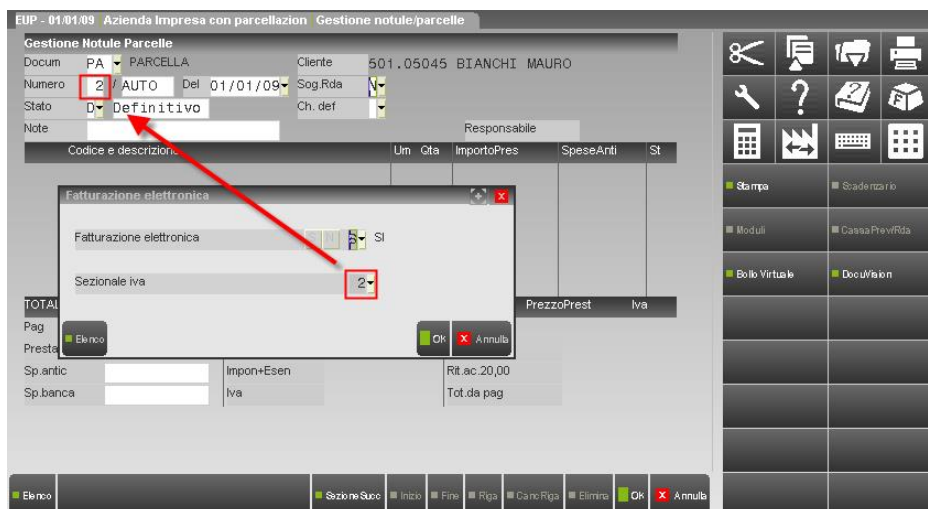 EUP - 01/01/09 Azienda Impresa con parcellazion Gestione notule/parcelle
Gestione Notule Parcelle
Docum PA PARCELLA Cliente 501.05045 BIANCHI MAURO
Numero 2 / AUTO Del 01/01/09 Sog.Rda N
Stato D Definitivo Ch. def
Note Responsabile
Codice e descrizione Um Qta ImportoPres SpeseAnti St
Fatturazione elettronica
Fatturazione elettronica S N SI
Sezionale iva 2
Elenco Ok Annulla
TOTAL PrezzoPrest Iva
Pag
Presta
Sp.antic Impon+Esen Rit.ac.20,00
Sp.banca Iva Tot.da pag
Elenco SezioneSucc Inizio Fine Riga CancRiga Elimina Ok Annulla
Stampa Scadenzario
Moduli CassaPrev/Rda
Bollo Virtuale DocuVision